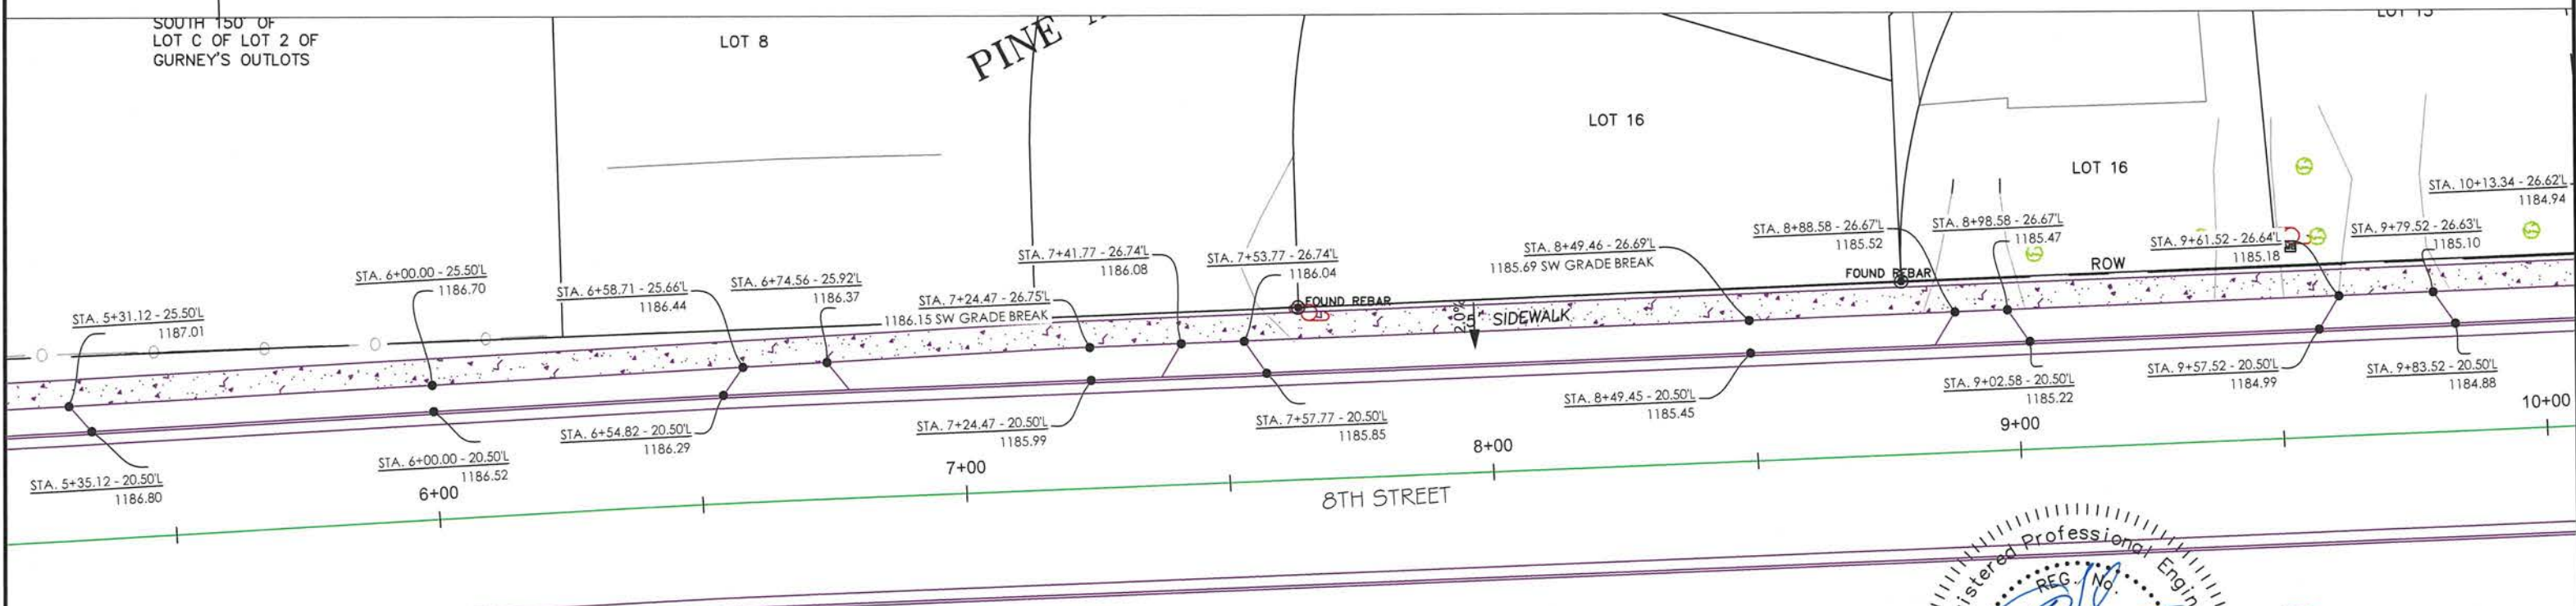 SOUTH 150' OF
LOT C OF LOT 2 OF
GURNEY'S OUTLOTS
LOT 8
PINE
LOT 16
LOT 16
LOT 15
STA. 5+31.12 - 25.50'L
1187.01
STA. 6+00.00 - 25.50'L
1186.70
STA. 6+58.71 - 25.66'L
1186.44
STA. 6+74.56 - 25.92'L
1186.37
STA. 7+24.47 - 26.75'L
1186.15 SW GRADE BREAK
STA. 7+41.77 - 26.74'L
1186.08
STA. 7+53.77 - 26.74'L
1186.04
FOUND REBAR
2.0%
5'
SIDEWALK
STA. 8+49.46 - 26.69'L
1185.69 SW GRADE BREAK
STA. 8+88.58 - 26.67'L
1185.52
FOUND REBAR
STA. 8+98.58 - 26.67'L
1185.47
ROW
STA. 9+61.52 - 26.64'L
1185.18
STA. 9+79.52 - 26.63'L
1185.10
STA. 10+13.34 - 26.62'L
1184.94
STA. 5+35.12 - 20.50'L
1186.80
STA. 6+00.00 - 20.50'L
1186.52
STA. 6+54.82 - 20.50'L
1186.29
STA. 7+24.47 - 20.50'L
1185.99
STA. 7+57.77 - 20.50'L
1185.85
STA. 8+49.45 - 20.50'L
1185.45
STA. 9+02.58 - 20.50'L
1185.22
STA. 9+57.52 - 20.50'L
1184.99
STA. 9+83.52 - 20.50'L
1184.88
6+00
7+00
8+00
9+00
10+00
8TH STREET
Professional
REG. No.